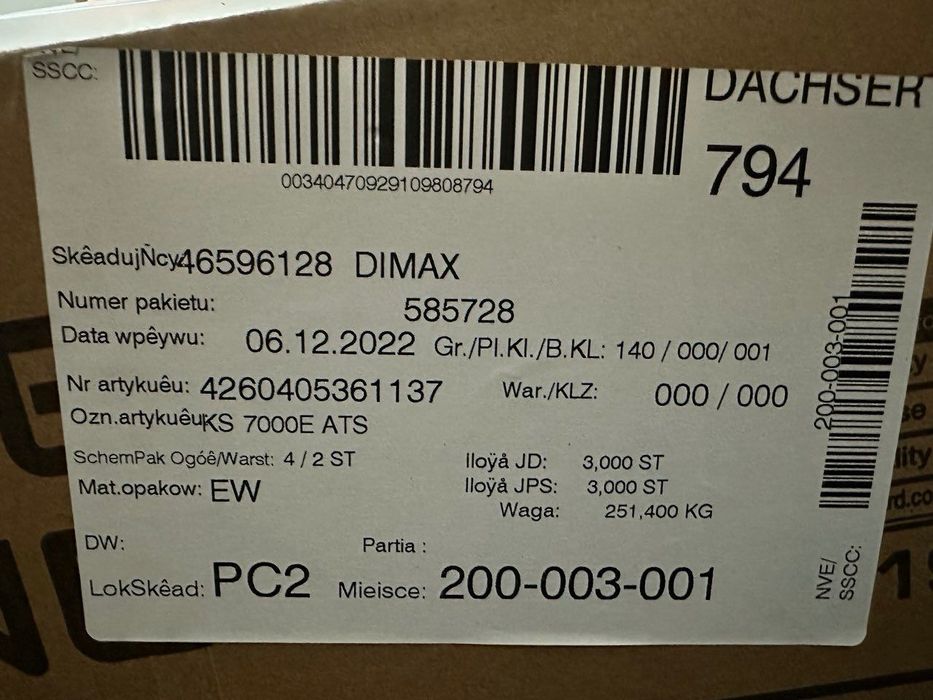 SSCC:
DACHSER
00340470929109808794
794
SkêadujÑcy46596128 DIMAX
Numer pakietu: 585728
Data wpêywu: 06.12.2022 Gr./Pl.Kl./B.KL: 140 / 000/ 001
Nr artykuêu: 4260405361137 War./KLZ: 000 / 000
Ozn.artykuêuKS 7000E ATS
SchemPak Ogóê/Warst: 4 / 2 ST Iloÿå JD: 3,000 ST
Mat.opakow: EW Iloÿå JPS: 3,000 ST
Waga: 251,400 KG
DW: Partia :
LokSkêad: PC2 Mieisce: 200-003-001
200-003-001
NVE/
SSCC: